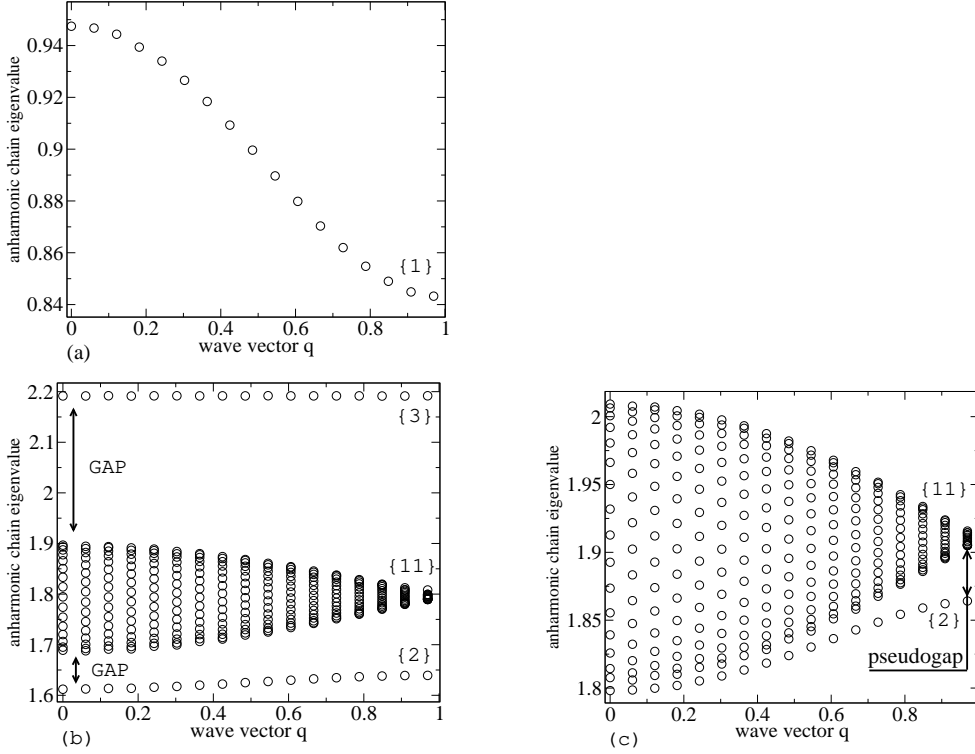 anharmonic chain eigenvalue
0.94
0.92
0.9
0.88
0.86
0.84
{1}
0 0.2 0.4 0.6 0.8 1
wave vector q
(a)
anharmonic chain eigenvalue
2.2
2.1
2
1.9
1.8
1.7
1.6
{3}
GAP
{11}
{2}
GAP
0 0.2 0.4 0.6 0.8 1
wave vector q
(b)
anharmonic chain eigenvalue
2
1.95
1.9
1.85
1.8
{11}
{2}
pseudogap
0 0.2 0.4 0.6 0.8
wave vector q
(c)